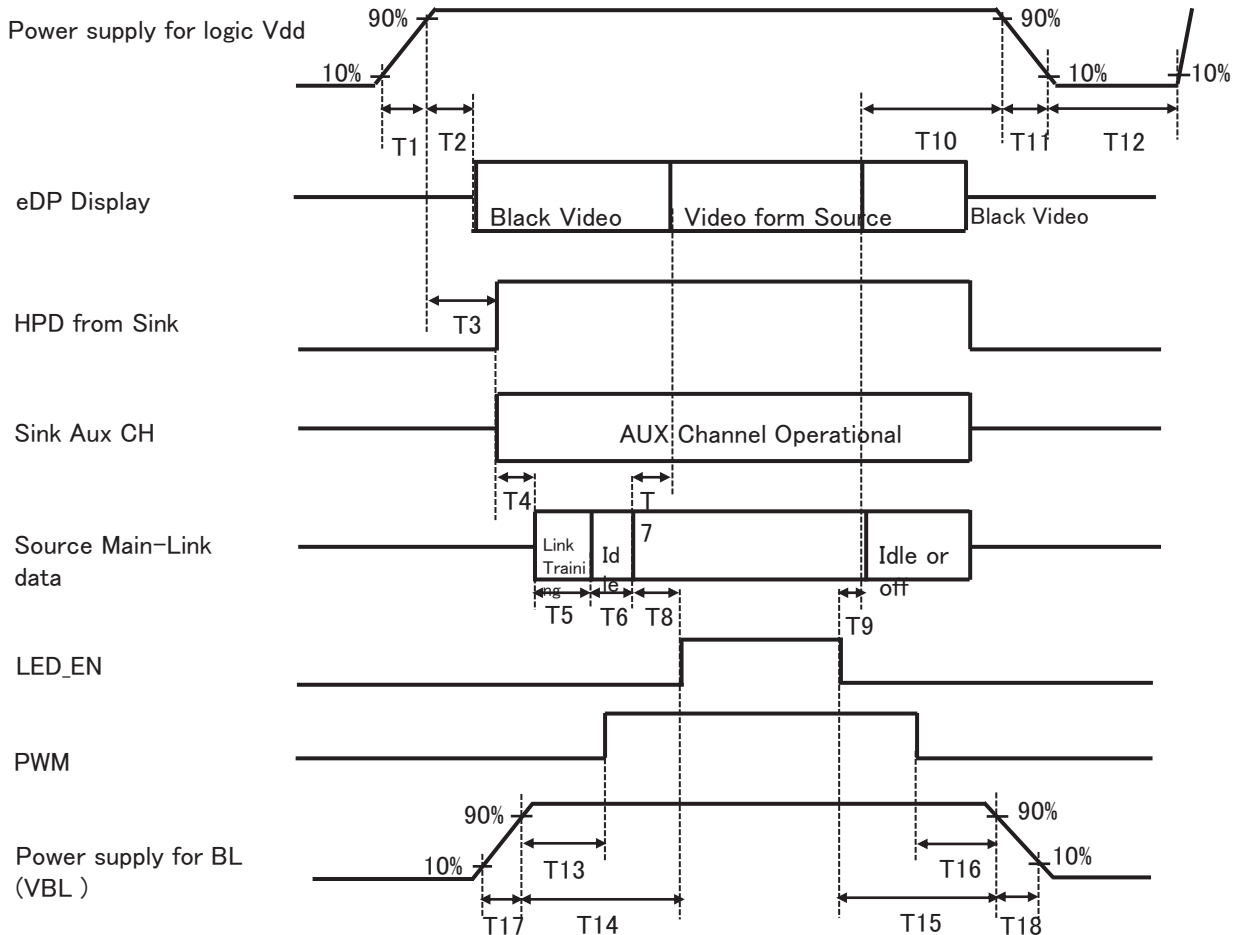 Power supply for logic Vdd
90%
90%
10%
10%
10%
T1
T2
T10
T11
T12
eDP Display
Black Video
Video form Source
Black Video
HPD from Sink
T3
Sink Aux CH
AUX Channel Operational
T4
T
7
Source Main-Link
data
Link
Traini
ng
Id
le
Idle or
off
T5
T6
T8
T9
LED_EN
PWM
90%
90%
Power supply for BL
(VBL )
10%
10%
T13
T16
T17
T14
T15
T18